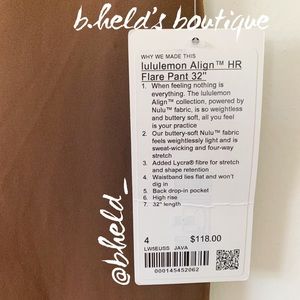 b.held's boutique
WHY WE MADE THIS
lululemon Align™ HR
Flare Pant 32"
1. When feeling nothing is
everything. The lululemon
Align™ collection, powered by
Nulu™ fabric, is so weightless
and buttery soft, all you feel
is your practice
2. Our buttery-soft Nulu™ fabric
feels weightlessly light and is
sweat-wicking and four-way
stretch
3. Added Lycra® fibre for stretch
and shape retention
4. Waistband lies flat and won't
dig in
5. Back drop-in pocket
6. High rise
7. 32" length
4 $118.00
LW5EUSS JAVA
000145452062
@bheld_